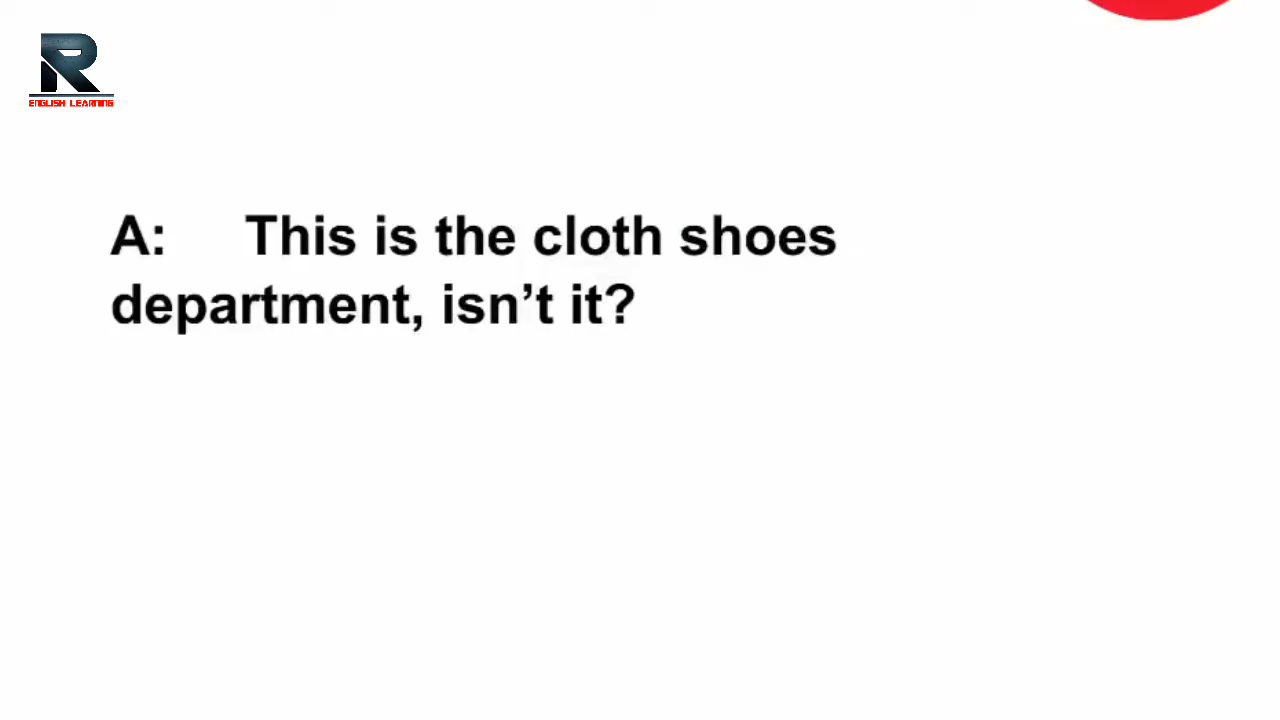 R
ENGLISH LEARNING
A: This is the cloth shoes
department, isn’t it?